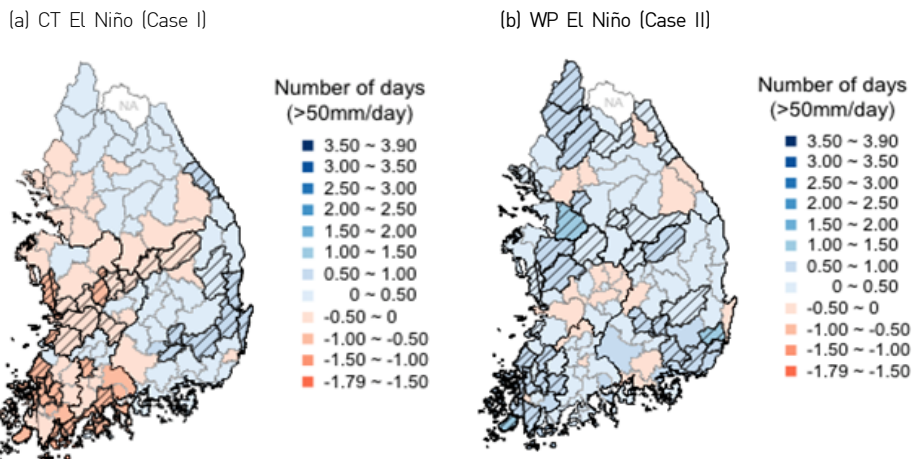 (a) CT El Niño (Case I)
NA
Number of days
(>50mm/day)
3.50 ~ 3.90
3.00 ~ 3.50
2.50 ~ 3.00
2.00 ~ 2.50
1.50 ~ 2.00
1.00 ~ 1.50
0.50 ~ 1.00
0 ~ 0.50
-0.50 ~ 0
-1.00 ~ -0.50
-1.50 ~ -1.00
-1.79 ~ -1.50
(b) WP El Niño (Case II)
NA
Number of days
(>50mm/day)
3.50 ~ 3.90
3.00 ~ 3.50
2.50 ~ 3.00
2.00 ~ 2.50
1.50 ~ 2.00
1.00 ~ 1.50
0.50 ~ 1.00
0 ~ 0.50
-0.50 ~ 0
-1.00 ~ -0.50
-1.50 ~ -1.00
-1.79 ~ -1.50